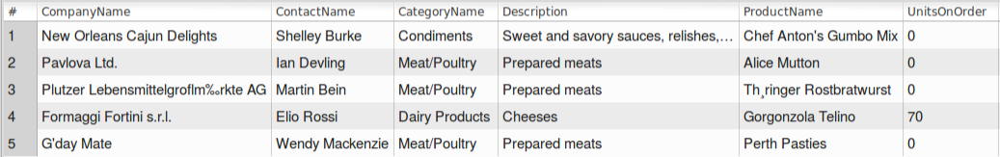 # CompanyName ContactName CategoryName Description ProductName UnitsOnOrder
1 New Orleans Cajun Delights Shelley Burke Condiments Sweet and savory sauces, relishes,... Chef Anton's Gumbo Mix 0
2 Pavlova Ltd. Ian Devling Meat/Poultry Prepared meats Alice Mutton 0
3 Plutzer Lebensmittelgroflm‰rkte AG Martin Bein Meat/Poultry Prepared meats Th¸ringer Rostbratwurst 0
4 Formaggi Fortini s.r.l. Elio Rossi Dairy Products Cheeses Gorgonzola Telino 70
5 G'day Mate Wendy Mackenzie Meat/Poultry Prepared meats Perth Pasties 0